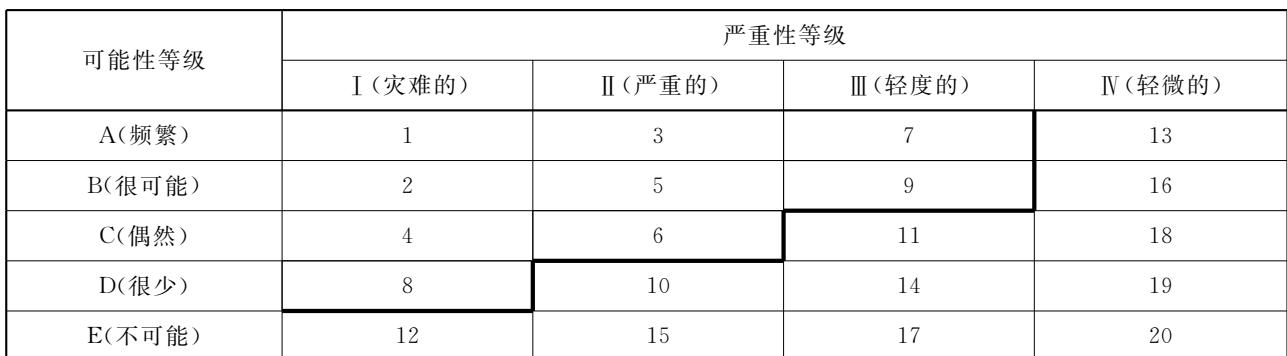 可能性等级 严重性等级
Ⅰ(灾难的) Ⅱ(严重的) Ⅲ(轻度的) Ⅳ(轻微的)
A(频繁) 1 3 7 13
B(很可能) 2 5 9 16
C(偶然) 4 6 11 18
D(很少) 8 10 14 19
E(不可能) 12 15 17 20